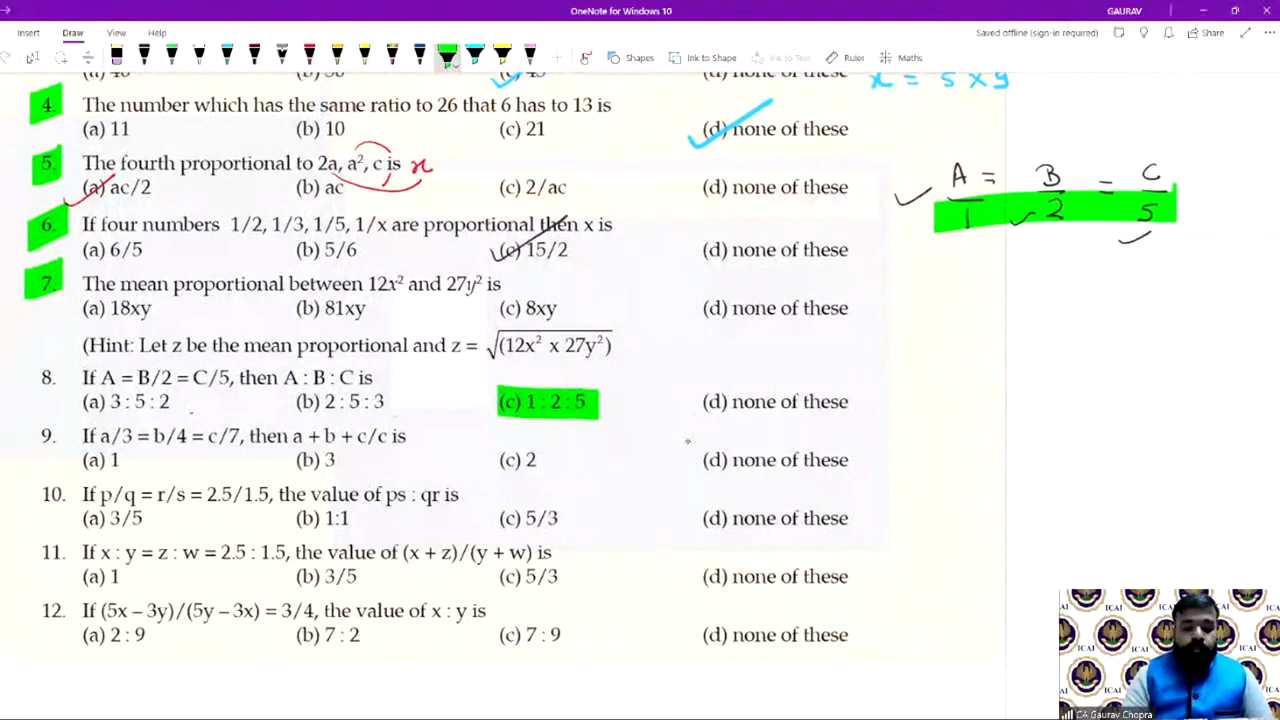 OneNote for Windows 10
GAURAV
Insert Draw View Help
Saved offline (sign in required) Share
Shapes Ink to Shape Ink to Text Ruler Maths
x = 5 × 9
4. The number which has the same ratio to 26 that 6 has to 13 is
(a) 11 (b) 10 (c) 21 (d) none of these
5. The fourth proportional to 2a, a², c is x
(a) ac/2 (b) ac (c) 2/ac (d) none of these
A/1 = B/2 = C/5
6. If four numbers 1/2, 1/3, 1/5, 1/x are proportional then x is
(a) 6/5 (b) 5/6 (c) 15/2 (d) none of these
7. The mean proportional between 12x² and 27y² is
(a) 18xy (b) 81xy (c) 8xy (d) none of these
(Hint: Let z be the mean proportional and z = √(12x² x 27y²)
8. If A = B/2 = C/5, then A : B : C is
(a) 3 : 5 : 2 (b) 2 : 5 : 3 (c) 1 : 2 : 5 (d) none of these
9. If a/3 = b/4 = c/7, then a + b + c/c is
(a) 1 (b) 3 (c) 2 (d) none of these
10. If p/q = r/s = 2.5/1.5, the value of ps : qr is
(a) 3/5 (b) 1:1 (c) 5/3 (d) none of these
11. If x : y = z : w = 2.5 : 1.5, the value of (x + z)/(y + w) is
(a) 1 (b) 3/5 (c) 5/3 (d) none of these
12. If (5x – 3y)/(5y – 3x) = 3/4, the value of x : y is
(a) 2 : 9 (b) 7 : 2 (c) 7 : 9 (d) none of these
ICAI
CA Gaurav Chopra